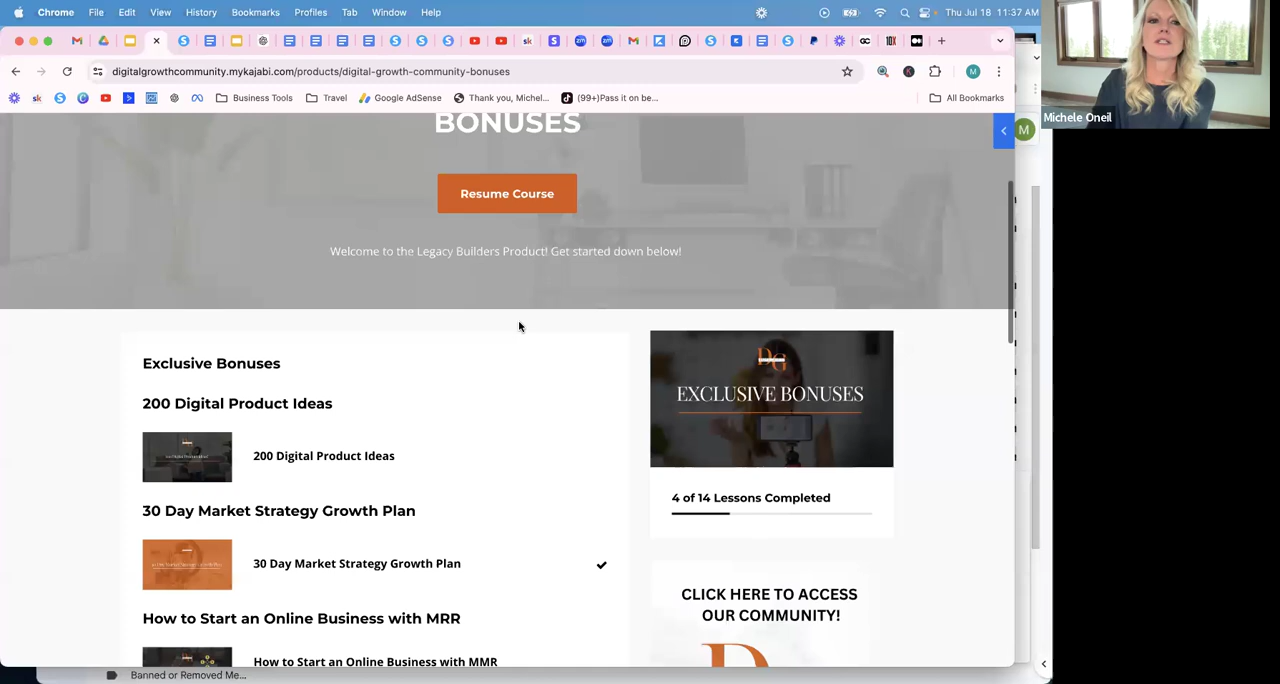 Chrome File Edit View History Bookmarks Profiles Tab Window Help
Thu Jul 18 11:37 AM
digitalgrowthcommunity.mykajabi.com/products/digital-growth-community-bonuses
Business Tools Travel Google AdSense Thank you, Michel... (99+)Pass it on be... All Bookmarks
Michele Oneil
M
BONUSES
Resume Course
Welcome to the Legacy Builders Product! Get started down below!
Exclusive Bonuses
200 Digital Product Ideas
200 Digital Product Ideas
30 Day Market Strategy Growth Plan
30 Day Market Strategy Growth Plan
How to Start an Online Business with MRR
How to Start an Online Business with MMR
DG
EXCLUSIVE BONUSES
4 of 14 Lessons Completed
CLICK HERE TO ACCESS
OUR COMMUNITY!
Banned or Removed Me...